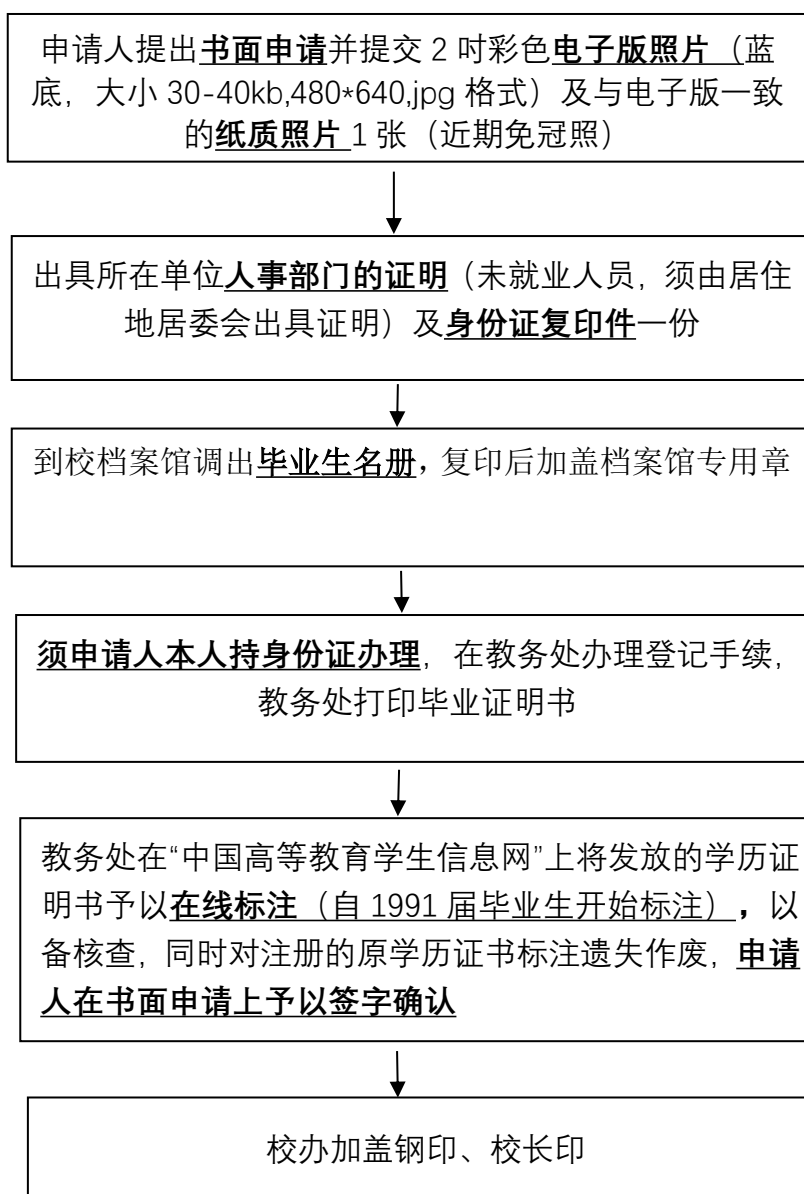 申请人提出书面申请并提交 2 吋彩色电子版照片（蓝
底，大小 30-40kb,480*640,jpg 格式）及与电子版一致
的纸质照片 1 张（近期免冠照）
出具所在单位人事部门的证明（未就业人员，须由居住
地居委会出具证明）及身份证复印件一份
到校档案馆调出毕业生名册，复印后加盖档案馆专用章
须申请人本人持身份证办理，在教务处办理登记手续，
教务处打印毕业证明书
教务处在“中国高等教育学生信息网”上将发放的学历证
明书予以在线标注（自 1991 届毕业生开始标注），以
备核查，同时对注册的原学历证书标注遗失作废，申请
人在书面申请上予以签字确认
校办加盖钢印、校长印